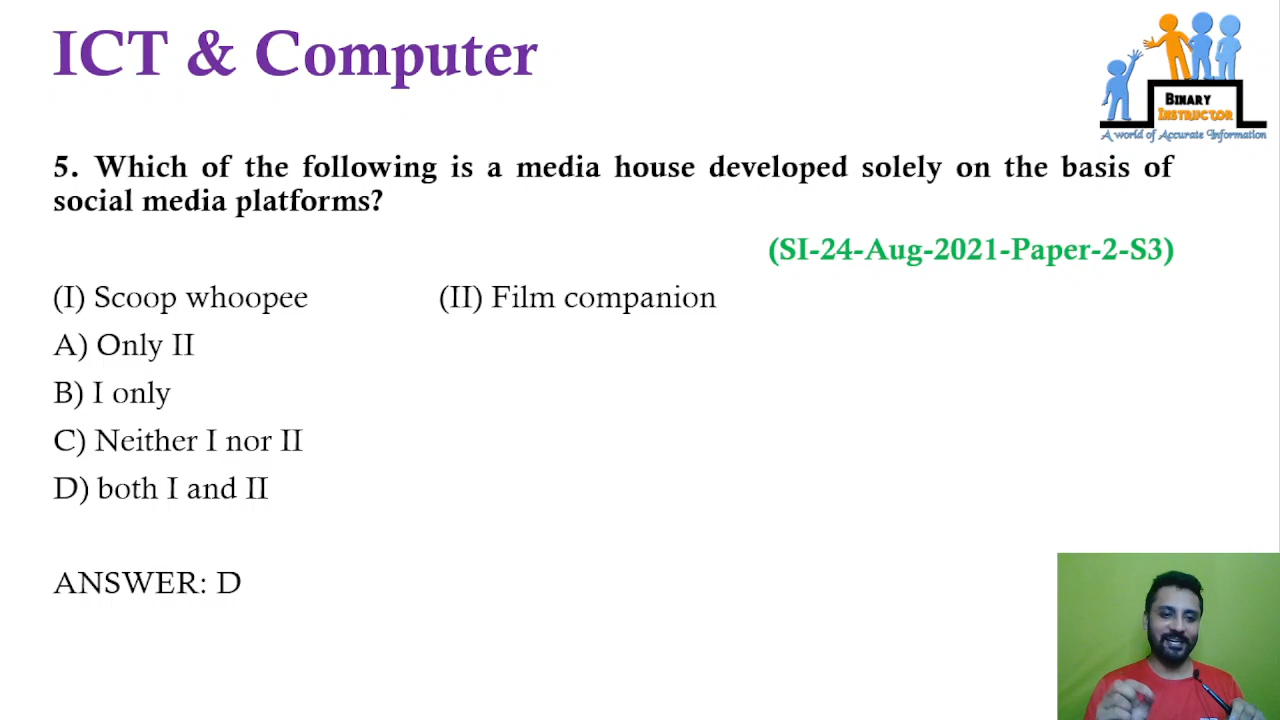 ICT & Computer
BINARY
INSTRUCTOR
A world of Accurate Information
5. Which of the following is a media house developed solely on the basis of
social media platforms?
(SI-24-Aug-2021-Paper-2-S3)
(I) Scoop whoopee (II) Film companion
A) Only II
B) I only
C) Neither I nor II
D) both I and II
ANSWER: D